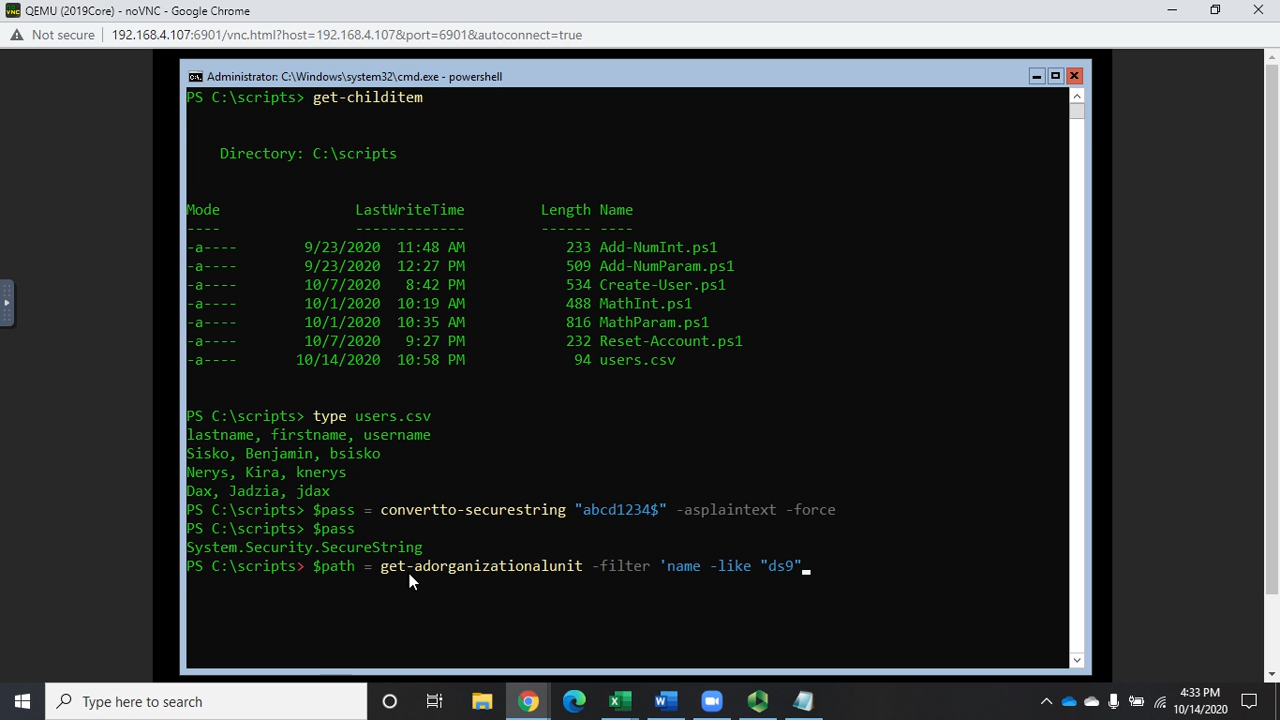 QEMU (2019Core) - noVNC - Google Chrome
Not secure 192.168.4.107:6901/vnc.html?host=192.168.4.107&port=6901&autoconnect=true
Administrator: C:\Windows\system32\cmd.exe - powershell
PS C:\scripts> get-childitem
Directory: C:\scripts
Mode LastWriteTime Length Name
---- ------------- ------ ----
-a---- 9/23/2020 11:48 AM 233 Add-NumInt.ps1
-a---- 9/23/2020 12:27 PM 509 Add-NumParam.ps1
-a---- 10/7/2020 8:42 PM 534 Create-User.ps1
-a---- 10/1/2020 10:19 AM 488 MathInt.ps1
-a---- 10/1/2020 10:35 AM 816 MathParam.ps1
-a---- 10/7/2020 9:27 PM 232 Reset-Account.ps1
-a---- 10/14/2020 10:58 PM 94 users.csv
PS C:\scripts> type users.csv
lastname, firstname, username
Sisko, Benjamin, bsisko
Nerys, Kira, knerys
Dax, Jadzia, jdax
PS C:\scripts> $pass = convertto-securestring "abcd1234$" -asplaintext -force
PS C:\scripts> $pass
System.Security.SecureString
PS C:\scripts> $path = get-adorganizationalunit -filter 'name -like "ds9"
Type here to search
4:33 PM
10/14/2020